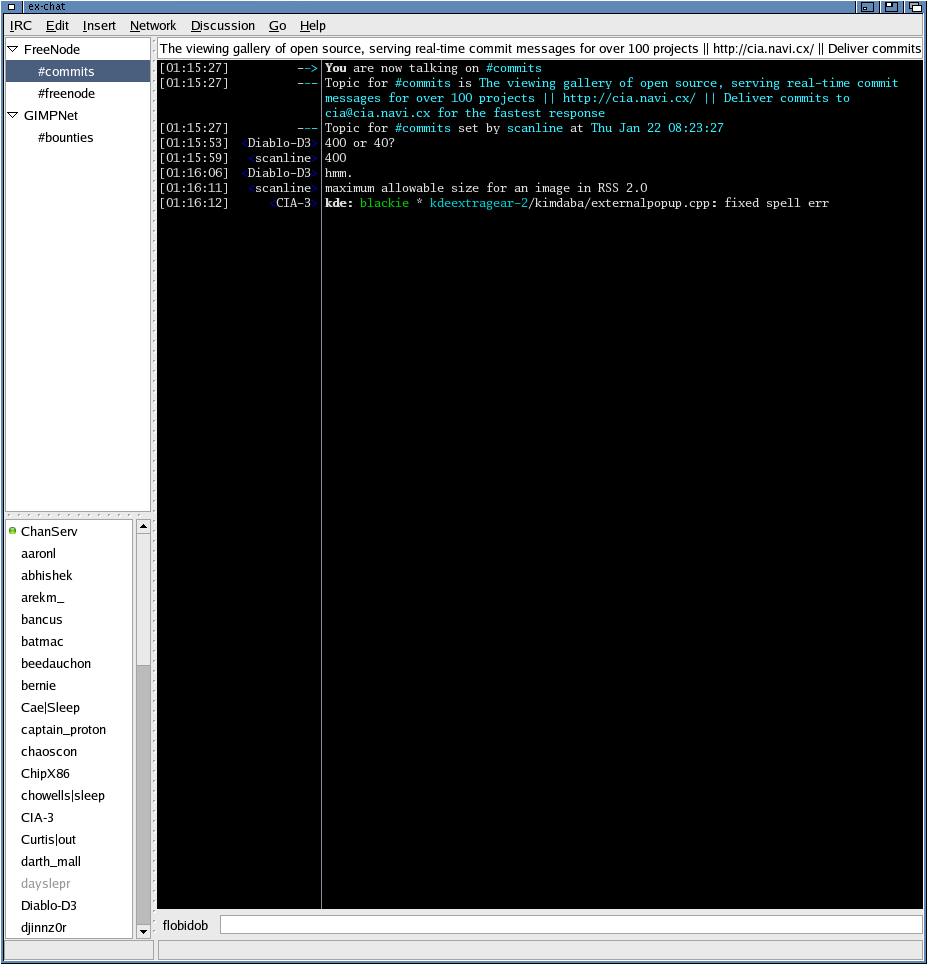 ex-chat
IRC Edit Insert Network Discussion Go Help
FreeNode
#commits
#freenode
GIMPNet
#bounties
The viewing gallery of open source, serving real-time commit messages for over 100 projects || http://cia.navi.cx/ || Deliver commits
[01:15:27] --> You are now talking on #commits
[01:15:27] --- Topic for #commits is The viewing gallery of open source, serving real-time commit
messages for over 100 projects || http://cia.navi.cx/ || Deliver commits to
cia@cia.navi.cx for the fastest response
[01:15:27] --- Topic for #commits set by scanline at Thu Jan 22 08:23:27
[01:15:53] <Diablo-D3> 400 or 40?
[01:15:59] <scanline> 400
[01:16:06] <Diablo-D3> hmm.
[01:16:11] <scanline> maximum allowable size for an image in RSS 2.0
[01:16:12] <CIA-3> kde: blackie * kdeextragear-2/kimdaba/externalpopup.cpp: fixed spell err
ChanServ
aaronl
abhishek
arekm_
bancus
batmac
beedauchon
bernie
Cae|Sleep
captain_proton
chaoscon
ChipX86
chowells|sleep
CIA-3
Curtis|out
darth_mall
dayslepr
Diablo-D3
djinnz0r
flobidob